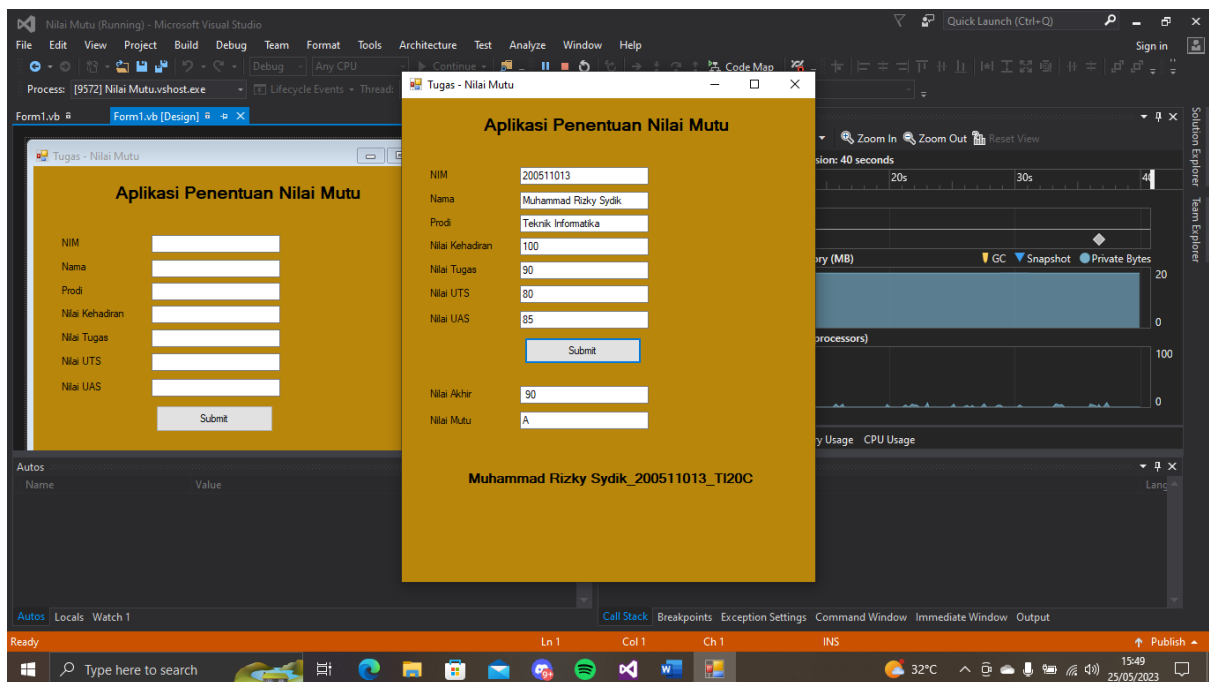 Nilai Mutu (Running) - Microsoft Visual Studio
Quick Launch (Ctrl+Q)
File Edit View Project Build Debug Team Format Tools Architecture Test Analyze Window Help
Sign in
Debug Any CPU Continue Code Map
Process: [9572] Nilai Mutu.vshost.exe Lifecycle Events Thread:
Form1.vb Form1.vb [Design]
Tugas - Nilai Mutu
Aplikasi Penentuan Nilai Mutu
NIM
Nama
Prodi
Nilai Kehadiran
Nilai Tugas
Nilai UTS
Nilai UAS
Submit
Tugas - Nilai Mutu
Aplikasi Penentuan Nilai Mutu
NIM 200511013
Nama Muhammad Rizky Sydik
Prodi Teknik Informatika
Nilai Kehadiran 100
Nilai Tugas 90
Nilai UTS 80
Nilai UAS 85
Submit
Nilai Akhir 90
Nilai Mutu A
Muhammad Rizky Sydik_200511013_TI20C
Zoom In Zoom Out Reset View
40 seconds
20s 30s
(MB) GC Snapshot Private Bytes
20
0
processors)
100
0
Usage CPU Usage
Solution Explorer
Team Explorer
Autos
Name Value
Lang
Autos Locals Watch 1
Call Stack Breakpoints Exception Settings Command Window Immediate Window Output
Ready Ln 1 Col 1 Ch 1 INS Publish
Type here to search
32°C
15:49
25/05/2023